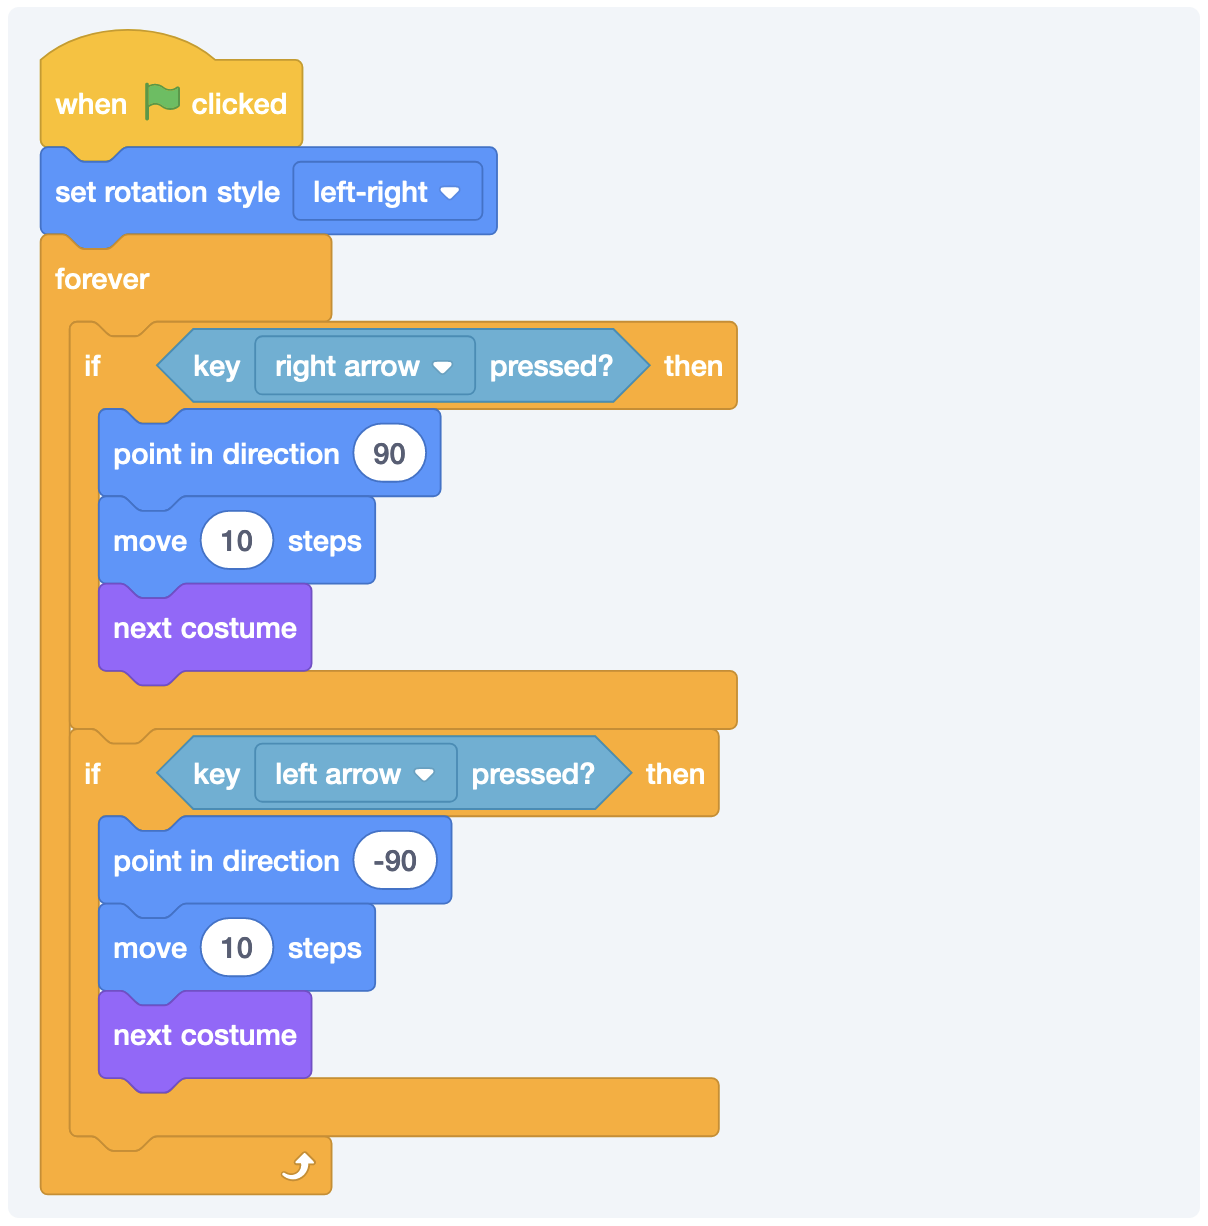 when clicked
set rotation style left-right
forever
if key right arrow pressed? then
point in direction 90
move 10 steps
next costume
if key left arrow pressed? then
point in direction -90
move 10 steps
next costume